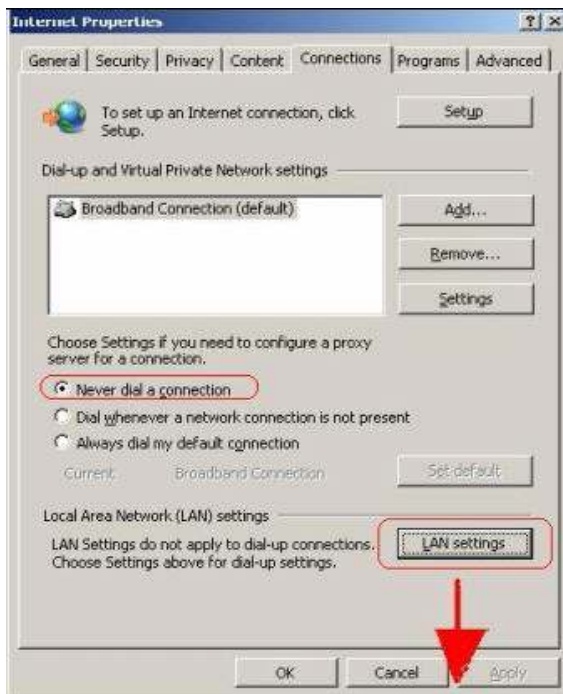 Internet Properties
General Security Privacy Content Connections Programs Advanced
To set up an Internet connection, click
Setup.
Setup
Dial-up and Virtual Private Network settings
Broadband Connection (default)
Add...
Remove...
Settings
Choose Settings if you need to configure a proxy
server for a connection.
Never dial a connection
Dial whenever a network connection is not present
Always dial my default connection
Current Broadband Connection Set default
Local Area Network (LAN) settings
LAN Settings do not apply to dial-up connections.
Choose Settings above for dial-up settings.
LAN settings
OK Cancel Apply